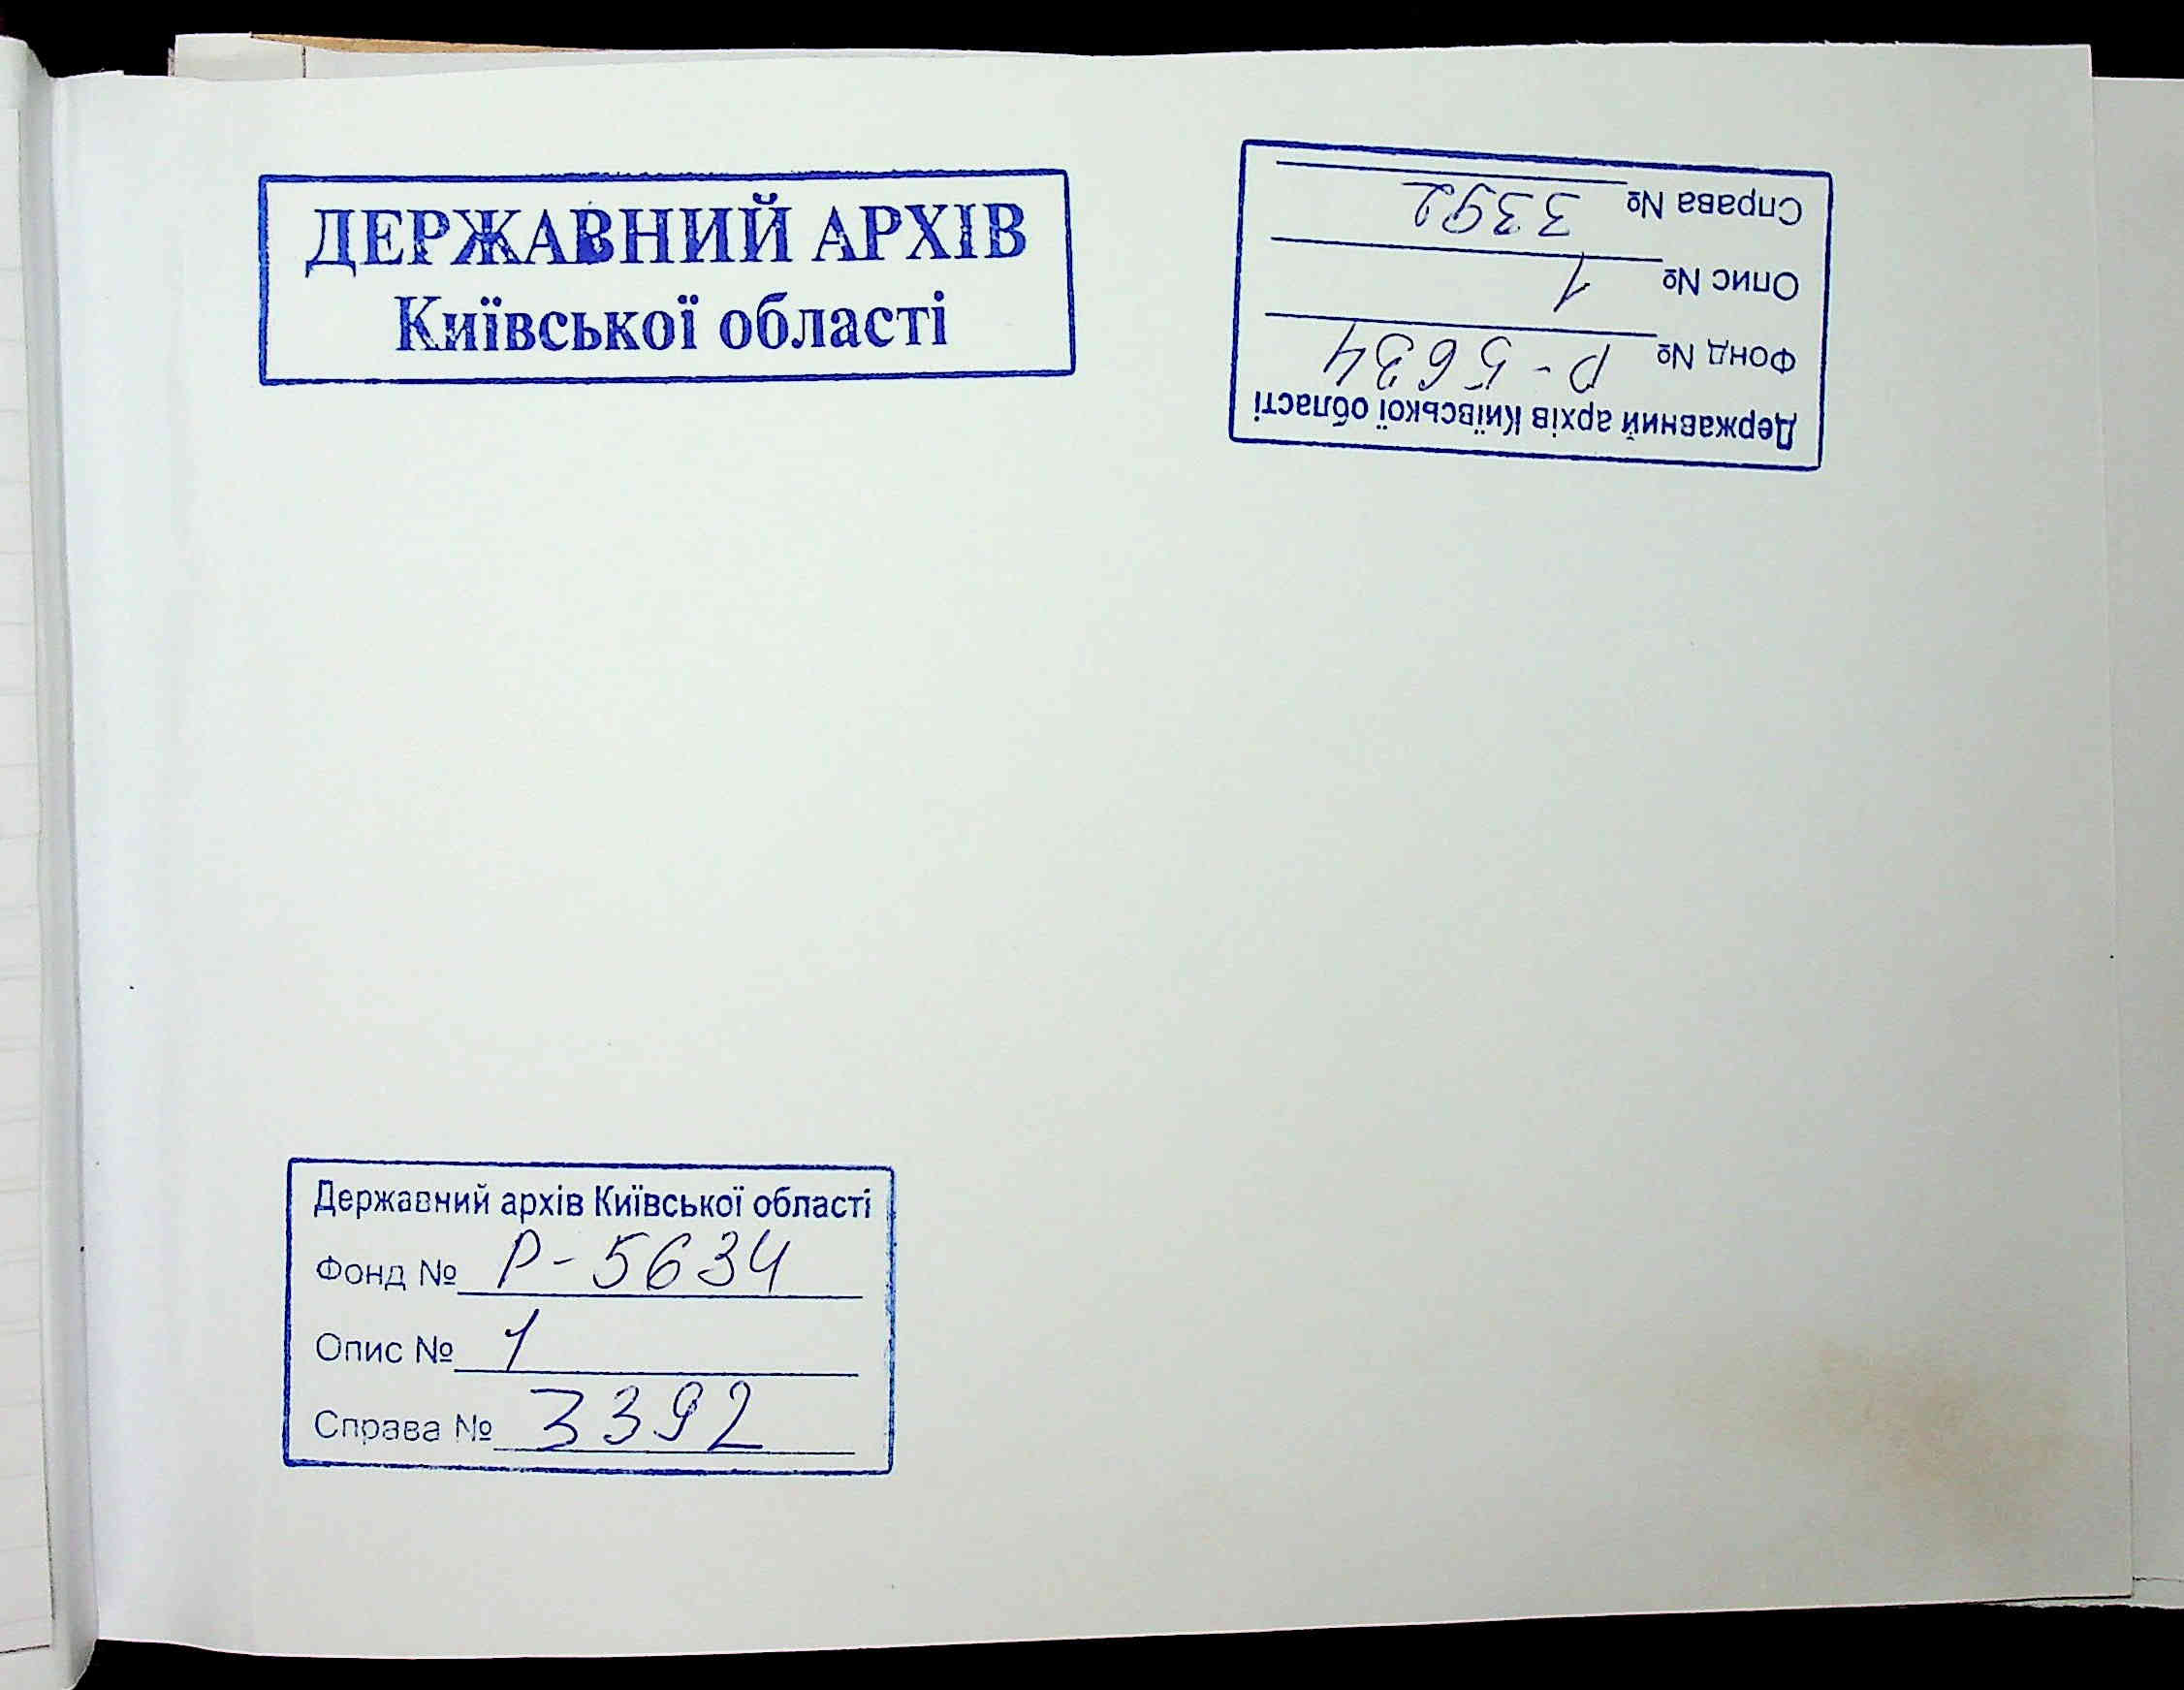 ДЕРЖАВНИЙ АРХІВ
Київської області
Державний архів Київської області
Фонд № Р-5634
Опис № 1
Справа № 3392
Державний архів Київської області
Фонд № Р-5634
Опис № 1
Справа № 3392